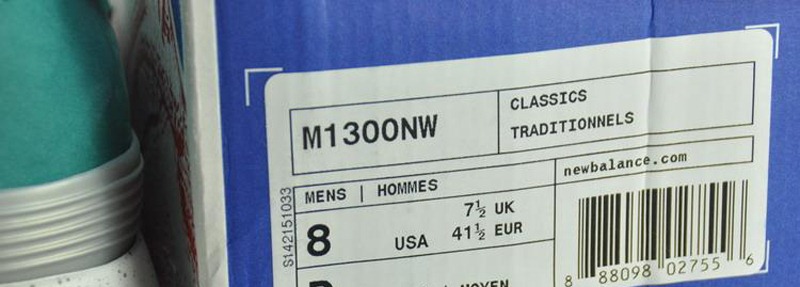 M1300NW
CLASSICS
TRADITIONNELS
newbalance.com
S142151033
MENS | HOMMES
8 USA
7½ UK
41½ EUR
8 88098 02755 6